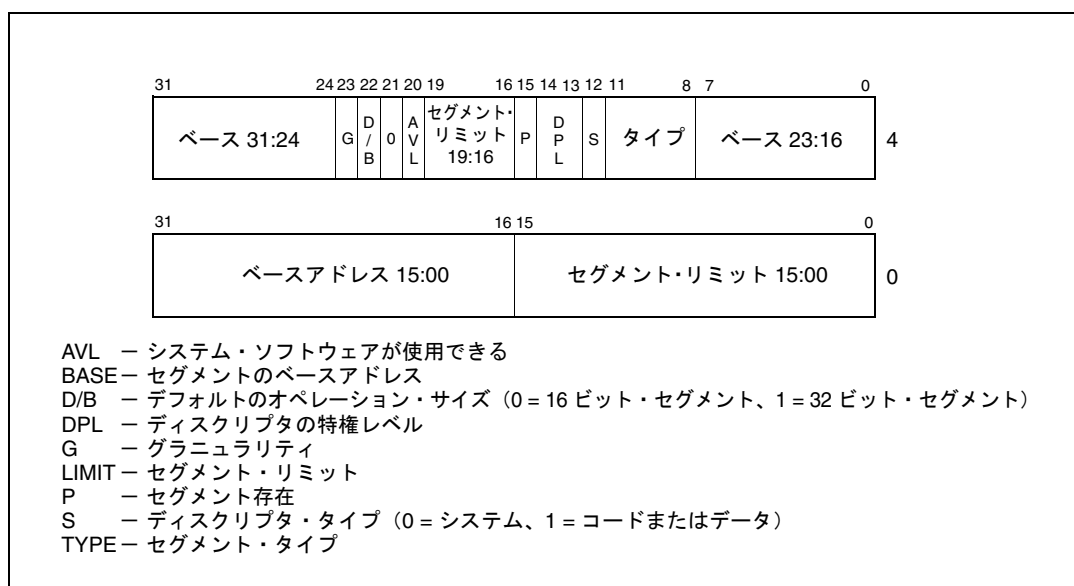 31 24 23 22 21 20 19 16 15 14 13 12 11 8 7 0
ベース 31:24 G D/B 0 AVL セグメント・リミット 19:16 P DPL S タイプ ベース 23:16 4
31 16 15 0
ベースアドレス 15:00 セグメント・リミット 15:00 0
AVL － システム・ソフトウェアが使用できる
BASE－ セグメントのベースアドレス
D/B － デフォルトのオペレーション・サイズ（0 = 16 ビット・セグメント、1 = 32 ビット・セグメント）
DPL － ディスクリプタの特権レベル
G － グラニュラリティ
LIMIT － セグメント・リミット
P － セグメント存在
S － ディスクリプタ・タイプ（0 = システム、1 = コードまたはデータ）
TYPE－ セグメント・タイプ